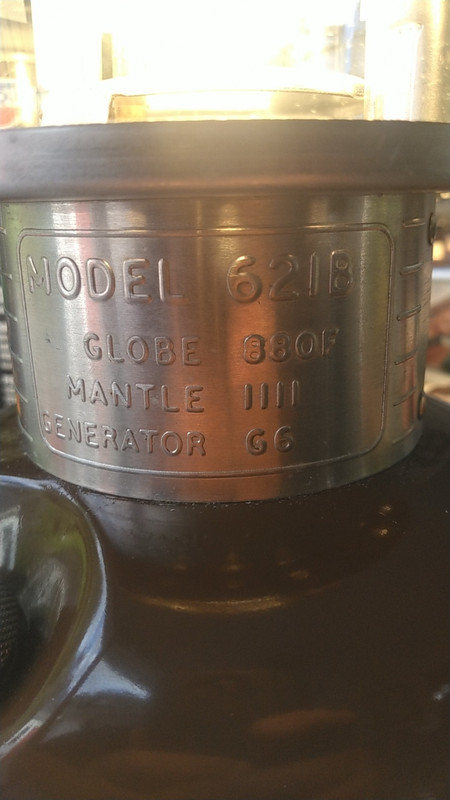 MODEL 621B
GLOBE 880F
MANTLE 1111
GENERATOR G6